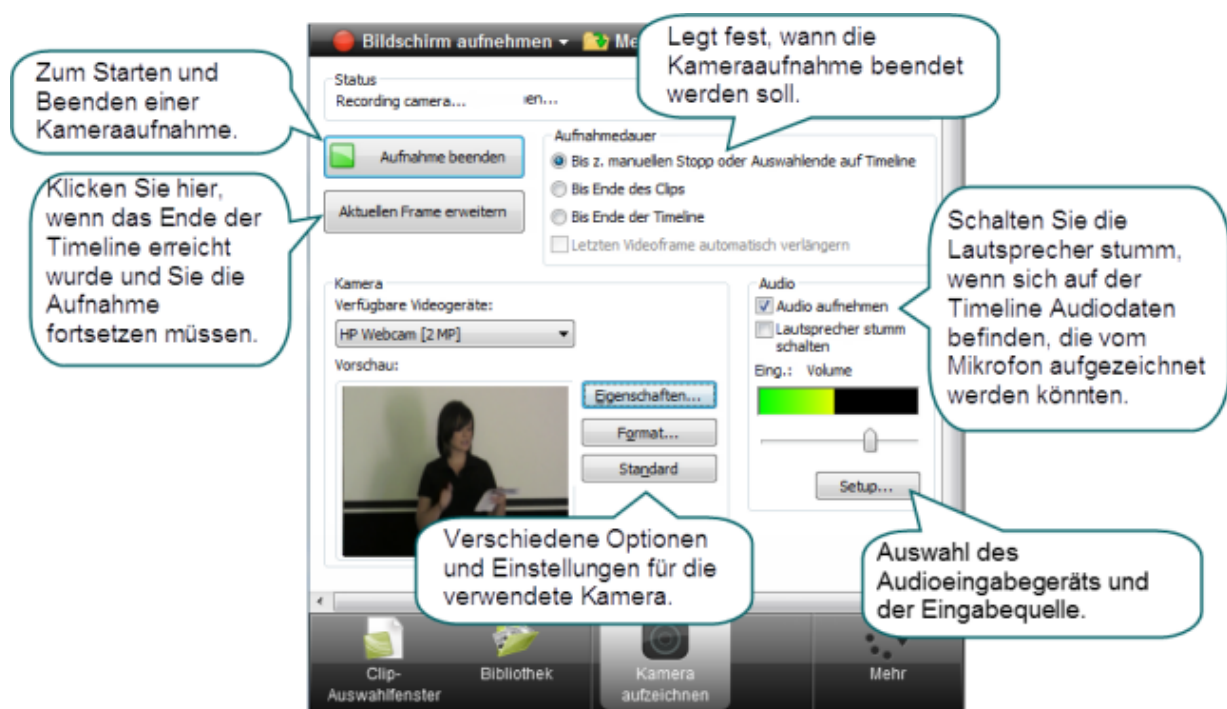 Bildschirm aufnehmen
Legt fest, wann die
Kameraaufnahme beendet
werden soll.
Zum Starten und
Beenden einer
Kameraaufnahme.
Status
Recording camera...
Aufnahme beenden
Aufnahmedauer
Bis z. manuellen Stopp oder Auswahlende auf Timeline
Bis Ende des Clips
Bis Ende der Timeline
Letzten Videoframe automatisch verlängern
Klicken Sie hier,
wenn das Ende der
Timeline erreicht
wurde und Sie die
Aufnahme
fortsetzen müssen.
Aktuellen Frame erweitern
Schalten Sie die
Lautsprecher stumm,
wenn sich auf der
Timeline Audiodaten
befinden, die vom
Mikrofon aufgezeichnet
werden könnten.
Kamera
Verfügbare Videogeräte:
HP Webcam [2 MP]
Vorschau:
Eigenschaften...
Format...
Standard
Audio
Audio aufnehmen
Lautsprecher stumm
schalten
Eing.: Volume
Setup...
Verschiedene Optionen
und Einstellungen für die
verwendete Kamera.
Auswahl des
Audioeingabegeräts und
der Eingabequelle.
Clip-
Auswahlfenster
Bibliothek
Kamera
aufzeichnen
Mehr